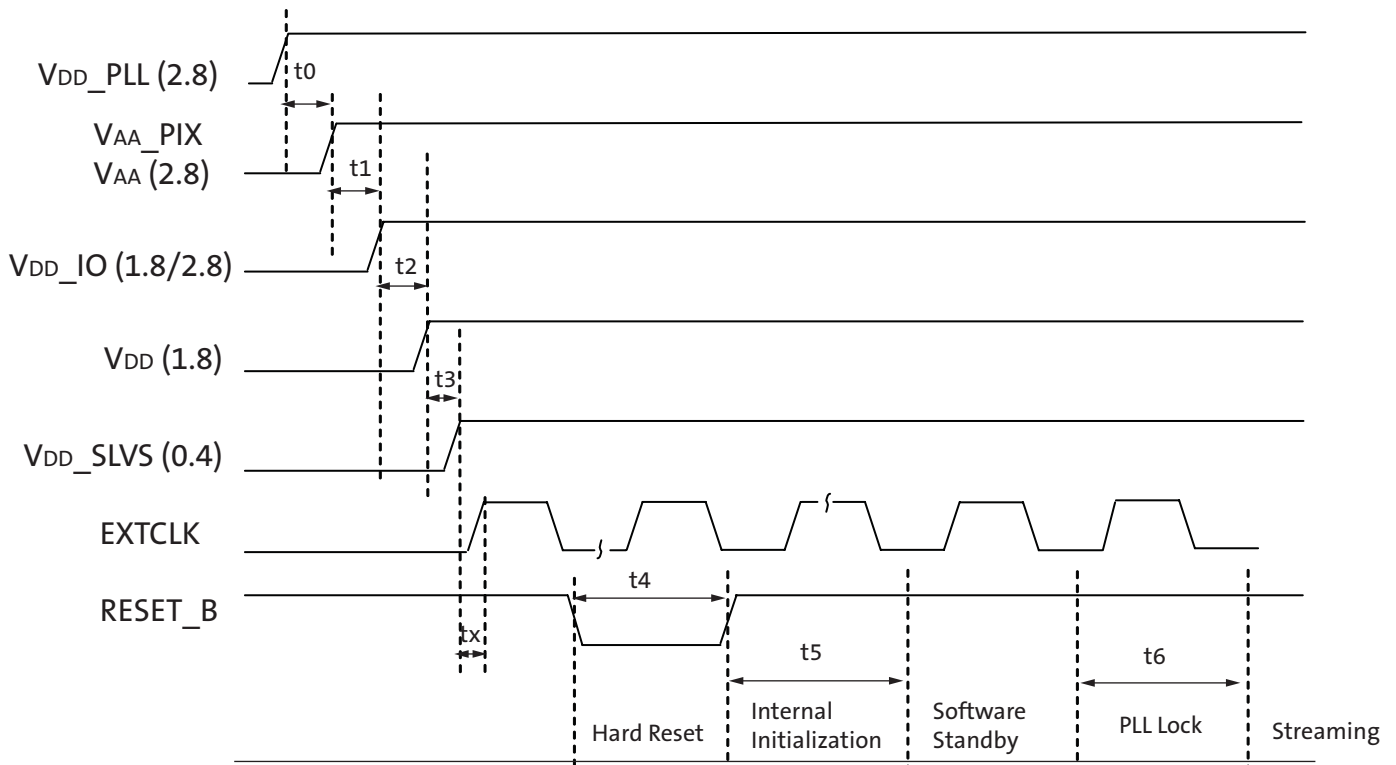 VDD_PLL (2.8)
t0
VAA_PIX
VAA (2.8)
t1
VDD_IO (1.8/2.8)
t2
VDD (1.8)
t3
VDD_SLVS (0.4)
EXTCLK
t4
RESET_B
tx
t5
t6
Hard Reset
Internal
Initialization
Software
Standby
PLL Lock
Streaming